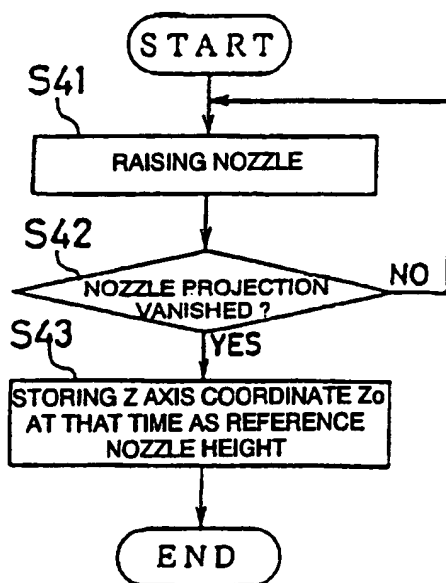 START
S41
RAISING NOZZLE
S42
NOZZLE PROJECTION
VANISHED ?
NO
YES
S43
STORING Z AXIS COORDINATE Zo
AT THAT TIME AS REFERENCE
NOZZLE HEIGHT
END